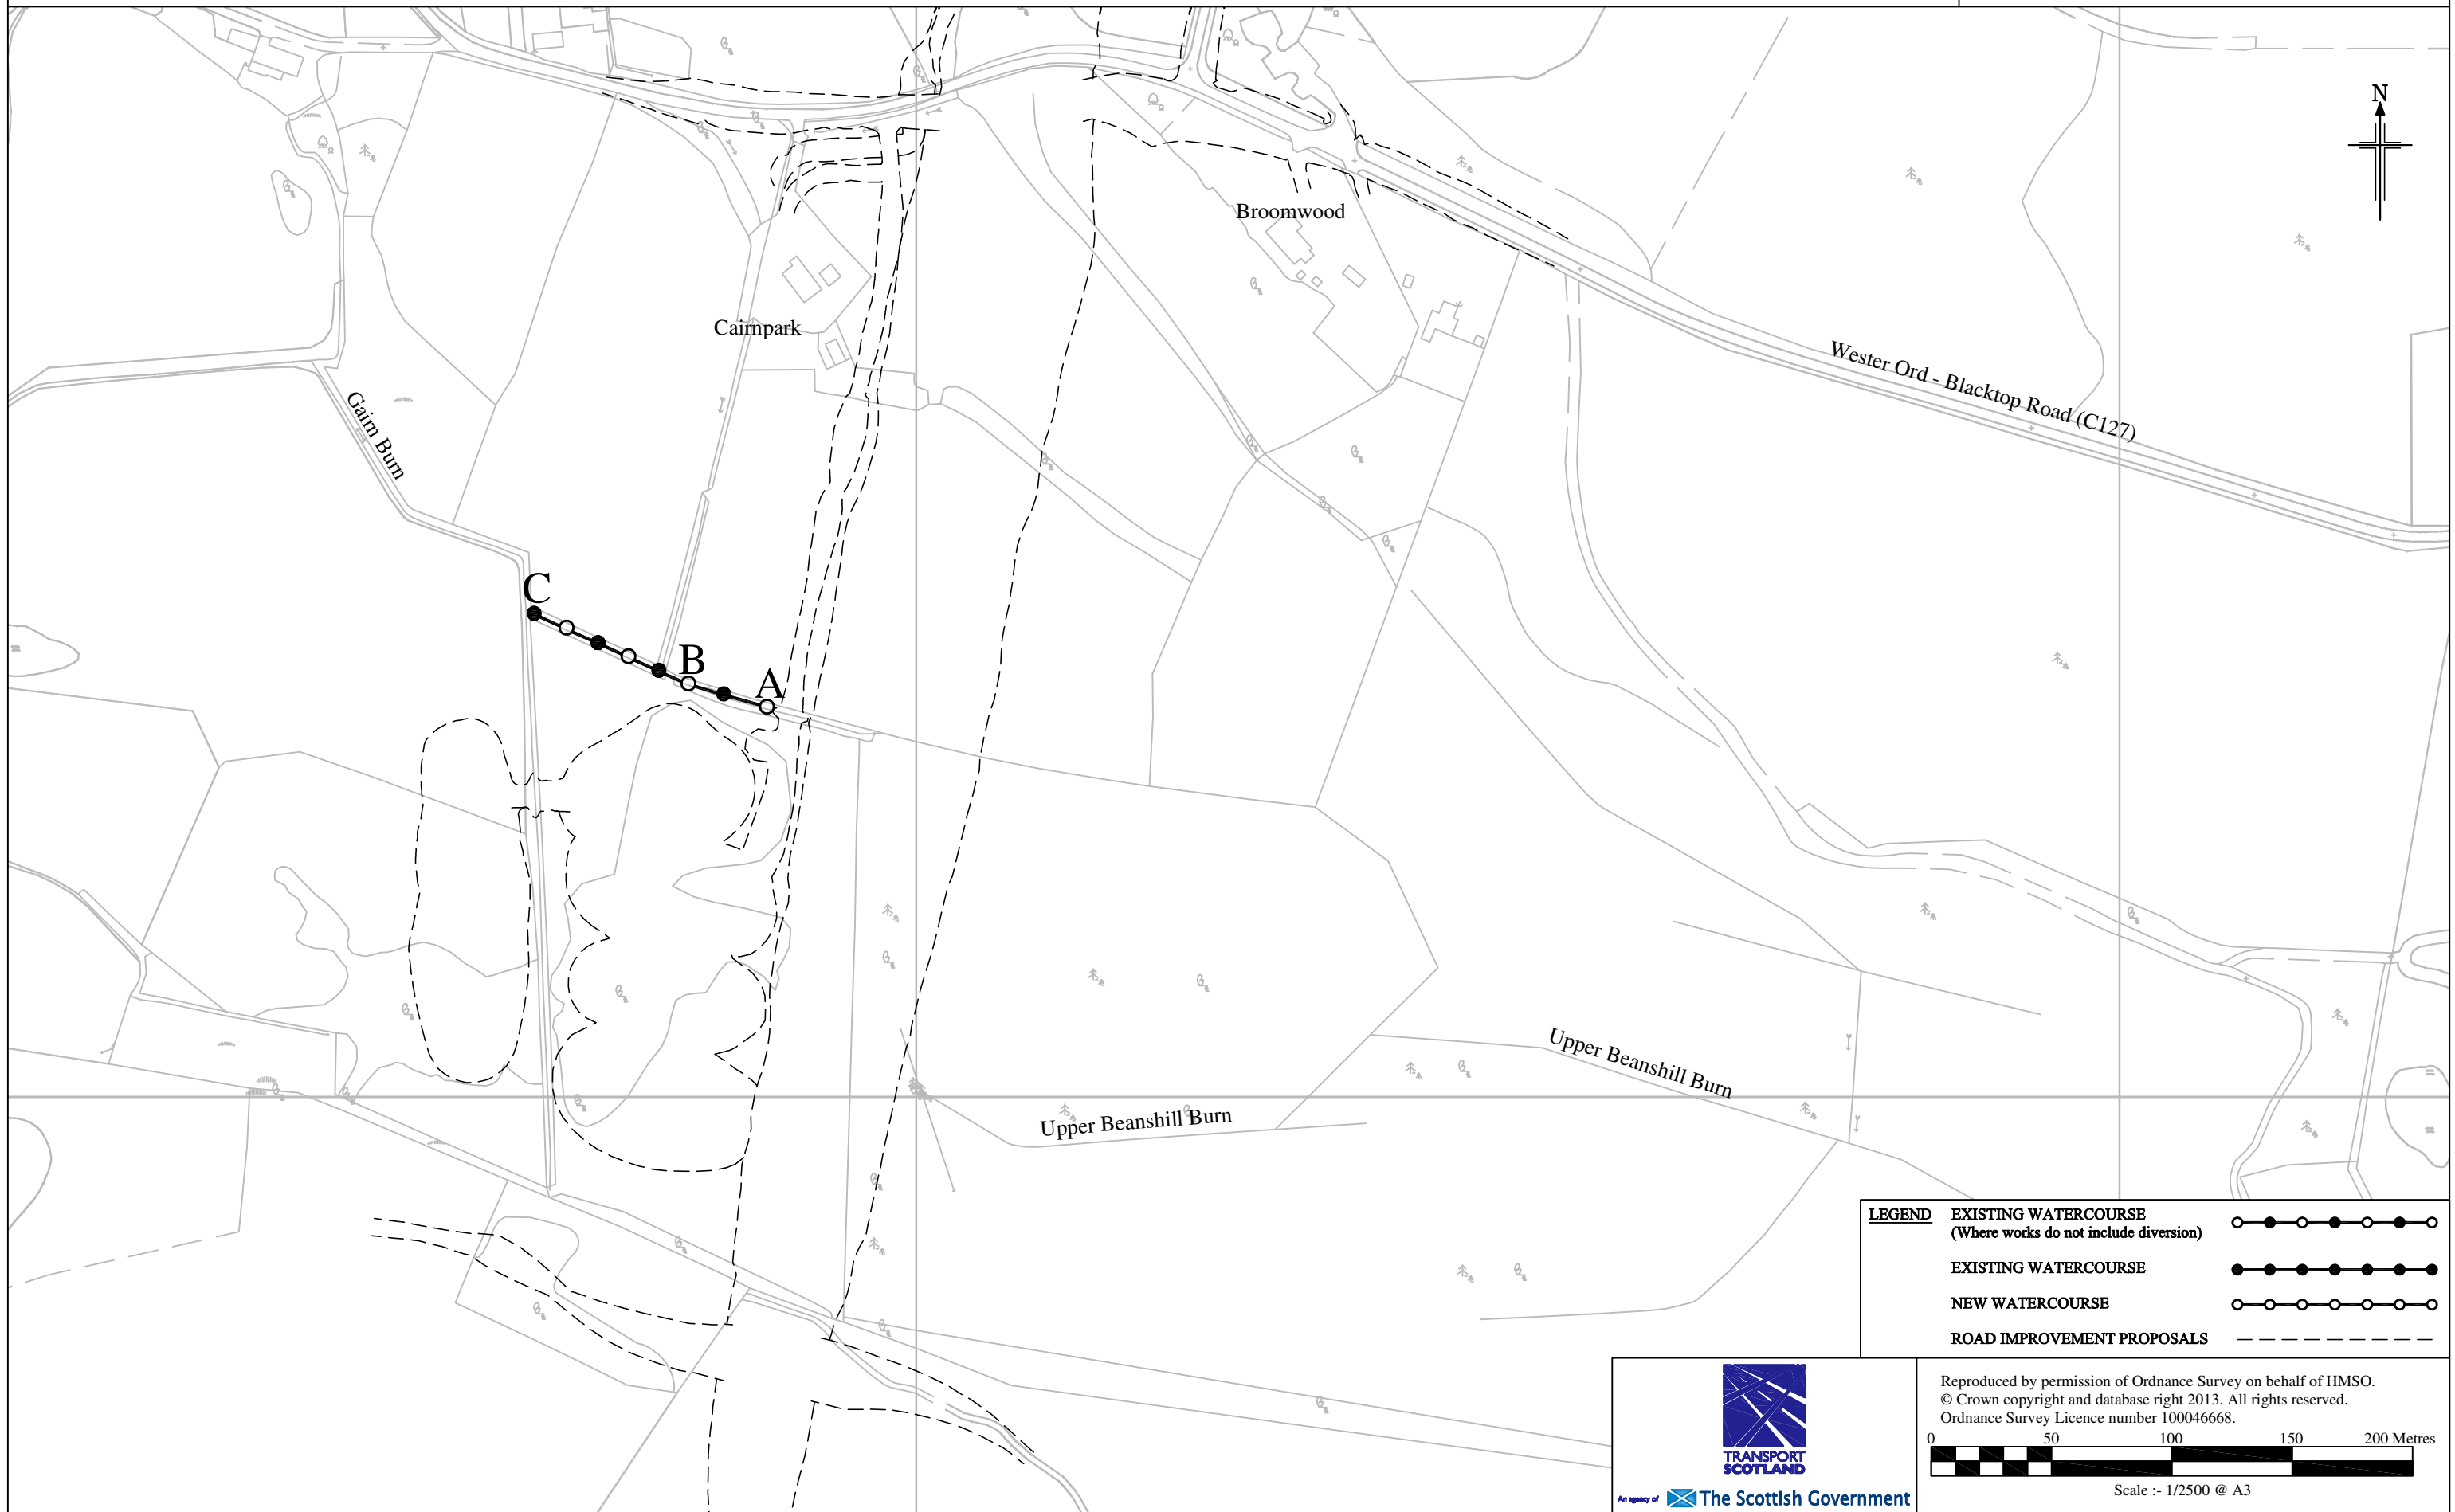 N
Broomwood
Cairnpark
Wester Ord - Blacktop Road (C127)
Gairn Burn
C
B
A
Upper Beanshill Burn
Upper Beanshill Burn
LEGEND
EXISTING WATERCOURSE
(Where works do not include diversion)
EXISTING WATERCOURSE
NEW WATERCOURSE
ROAD IMPROVEMENT PROPOSALS
TRANSPORT
SCOTLAND
An agency of
The Scottish Government
Reproduced by permission of Ordnance Survey on behalf of HMSO.
© Crown copyright and database right 2013. All rights reserved.
Ordnance Survey Licence number 100046668.
0 50 100 150 200 Metres
Scale :- 1/2500 @ A3